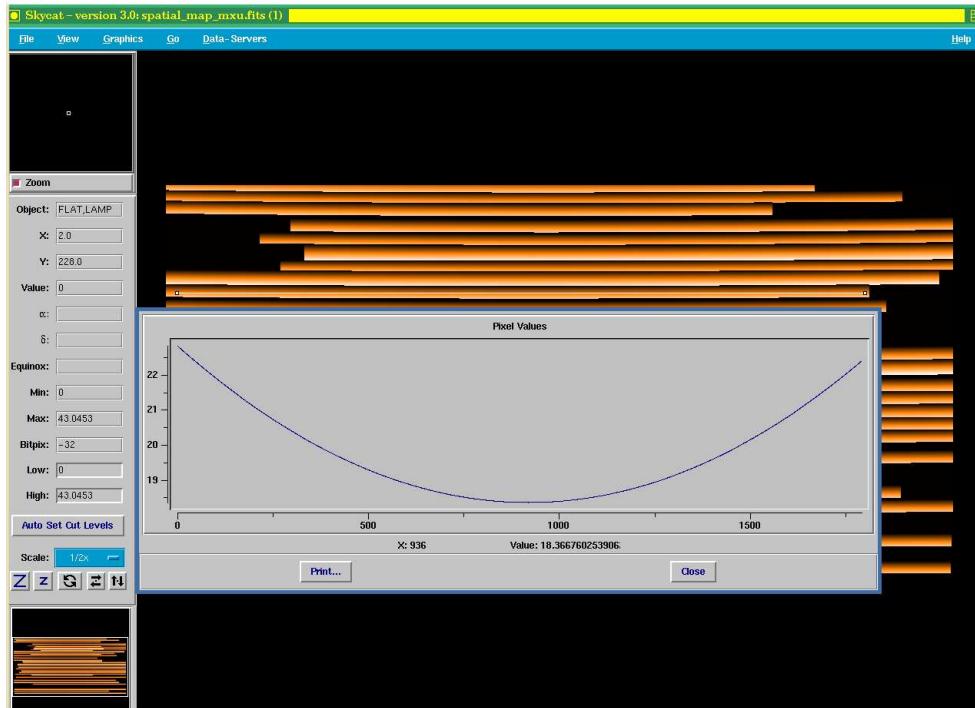 Skycat – version 3.0: spatial_map_mxu.fits (1)
File View Graphics Go Data-Servers Help
Zoom
Object: FLAT,LAMP
X: 2.0
Y: 228.0
Value: 0
α:
δ:
Equinox:
Min: 0
Max: 43.0453
Bitpix: -32
Low: 0
High: 43.0453
Auto Set Cut Levels
Scale: 1/2x
Z z
Pixel Values
22
21
20
19
0 500 1000 1500
X: 936 Value: 18.366760253906
Print... Close